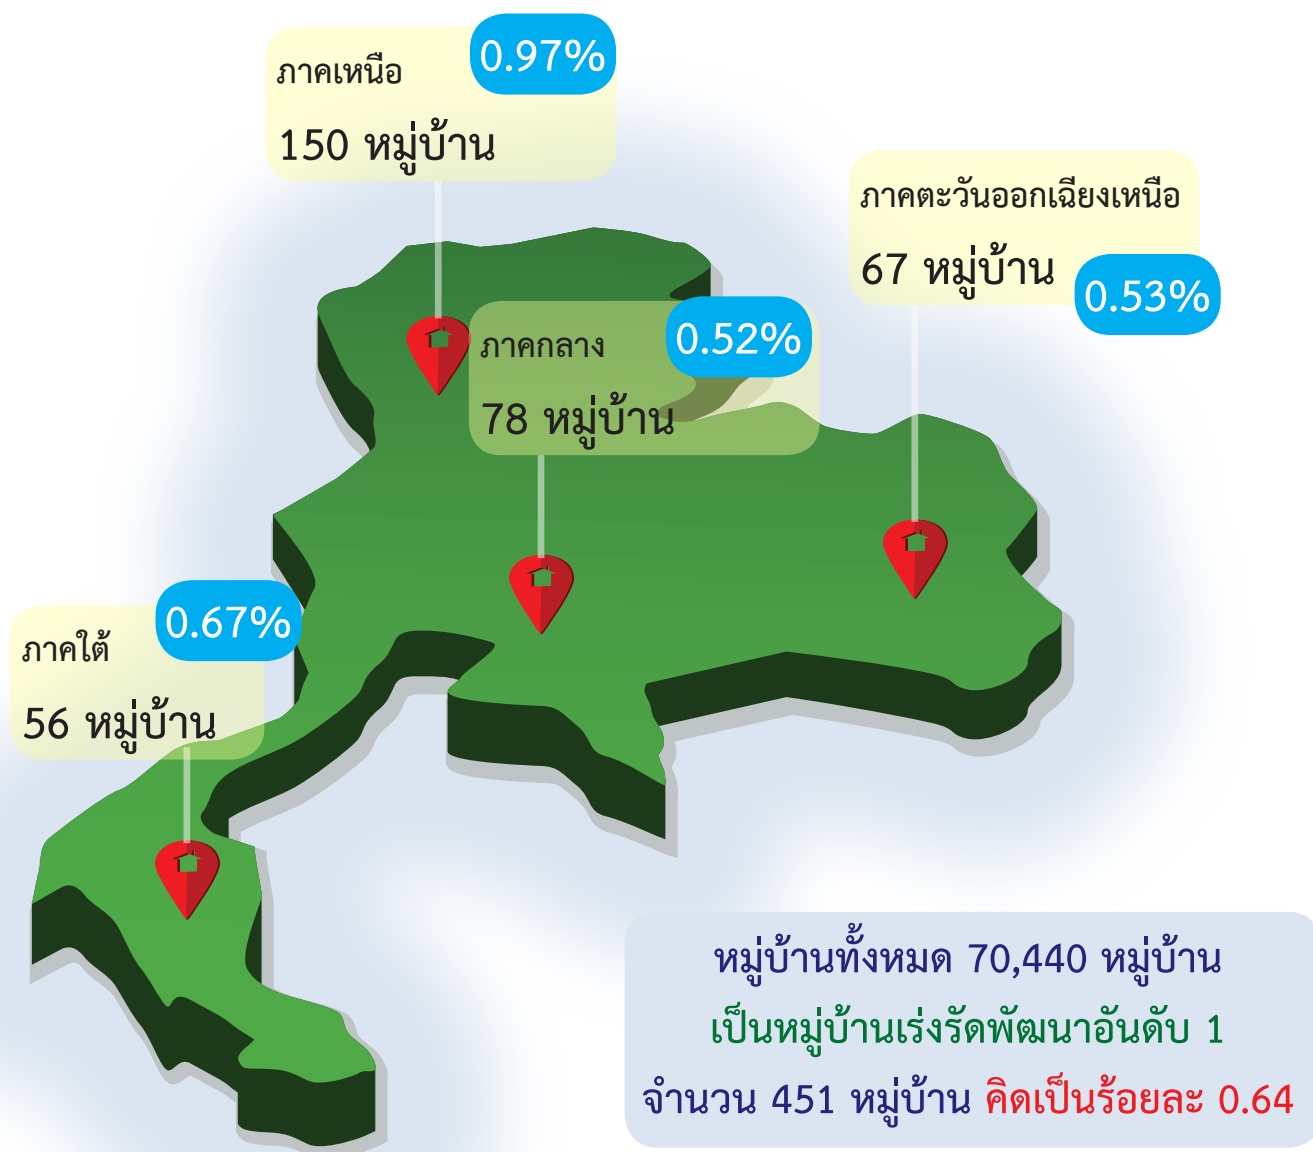 ภาคเหนือ
0.97%
150 หมู่บ้าน
ภาคตะวันออกเฉียงเหนือ
67 หมู่บ้าน
0.53%
ภาคกลาง
0.52%
78 หมู่บ้าน
ภาคใต้
0.67%
56 หมู่บ้าน
หมู่บ้านทั้งหมด 70,440 หมู่บ้าน
เป็นหมู่บ้านเร่งรัดพัฒนาอันดับ 1
จำนวน 451 หมู่บ้าน คิดเป็นร้อยละ 0.64